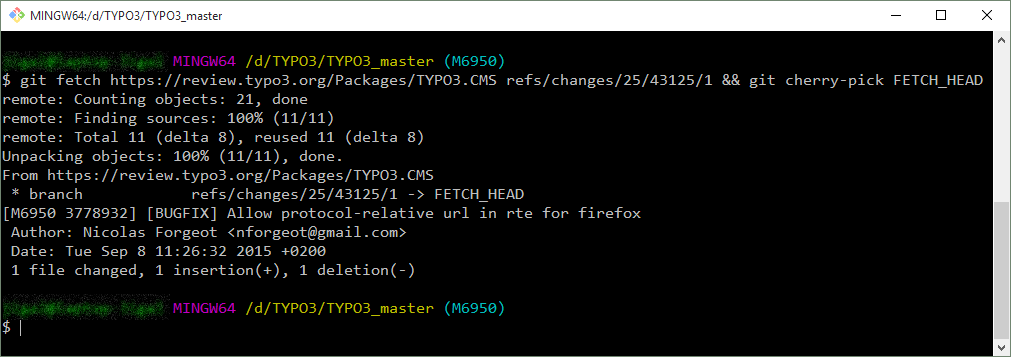 MINGW64:/d/TYPO3/TYPO3_master
MINGW64 /d/TYPO3/TYPO3_master (M6950)
$ git fetch https://review.typo3.org/Packages/TYPO3.CMS refs/changes/25/43125/1 && git cherry-pick FETCH_HEAD
remote: Counting objects: 21, done
remote: Finding sources: 100% (11/11)
remote: Total 11 (delta 8), reused 11 (delta 8)
Unpacking objects: 100% (11/11), done.
From https://review.typo3.org/Packages/TYPO3.CMS
 * branch            refs/changes/25/43125/1 -> FETCH_HEAD
[M6950 3778932] [BUGFIX] Allow protocol-relative url in rte for firefox
 Author: Nicolas Forgeot <nforgeot@gmail.com>
 Date: Tue Sep 8 11:26:32 2015 +0200
 1 file changed, 1 insertion(+), 1 deletion(-)
MINGW64 /d/TYPO3/TYPO3_master (M6950)
$